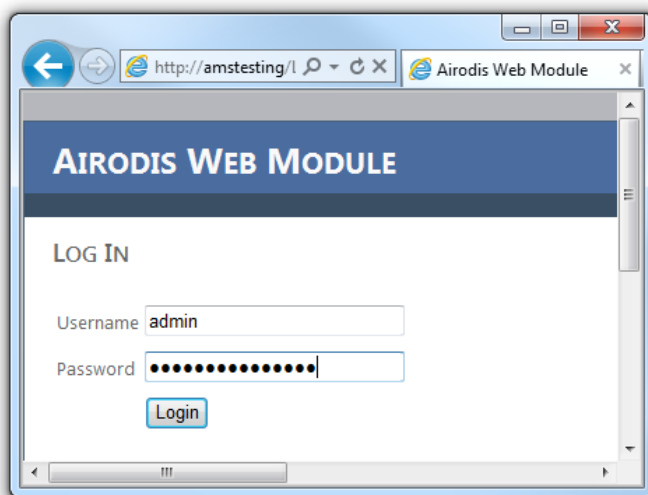 http://amstesting/l
Airodis Web Module
AIRODIS WEB MODULE
LOG IN
Username admin
Password •••••••••••••••
Login